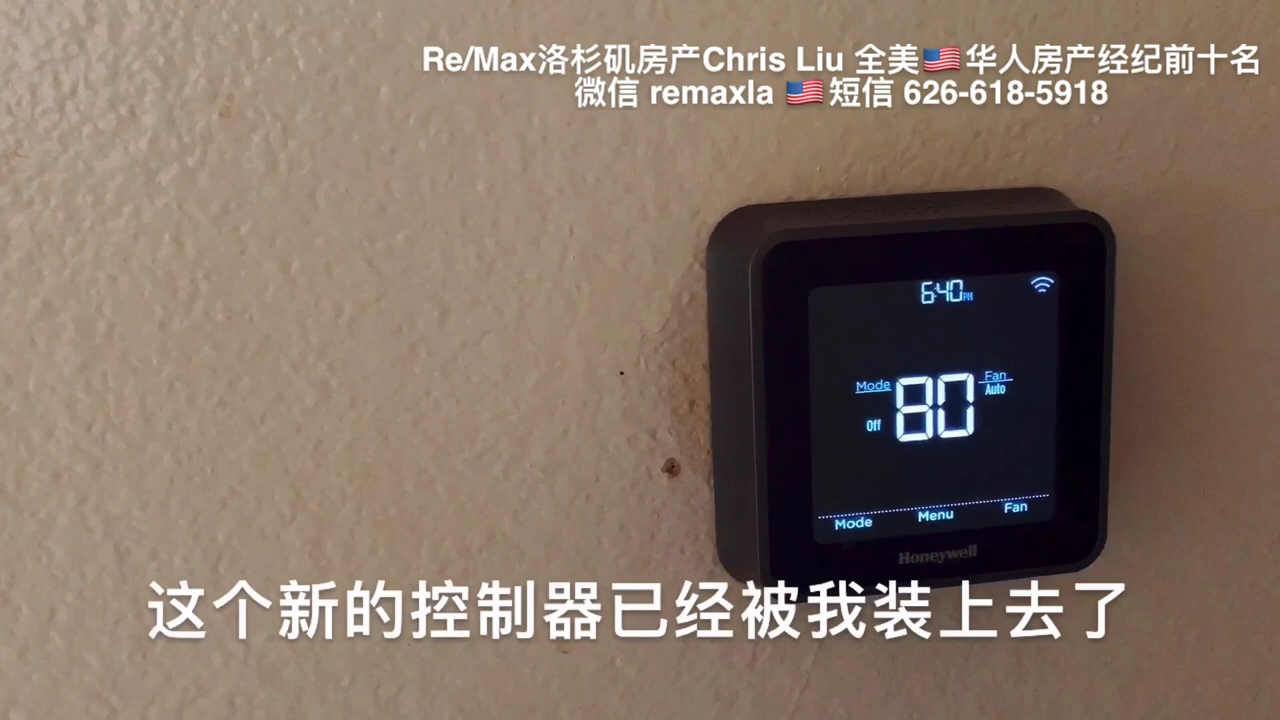 Re/Max洛杉矶房产Chris Liu 全美🇺🇸华人房产经纪前十名
微信 remaxla 🇺🇸短信 626-618-5918
6:40PM
Mode
80
Fan
Auto
Off
Mode Menu Fan
Honeywell
这个新的控制器已经被我装上去了